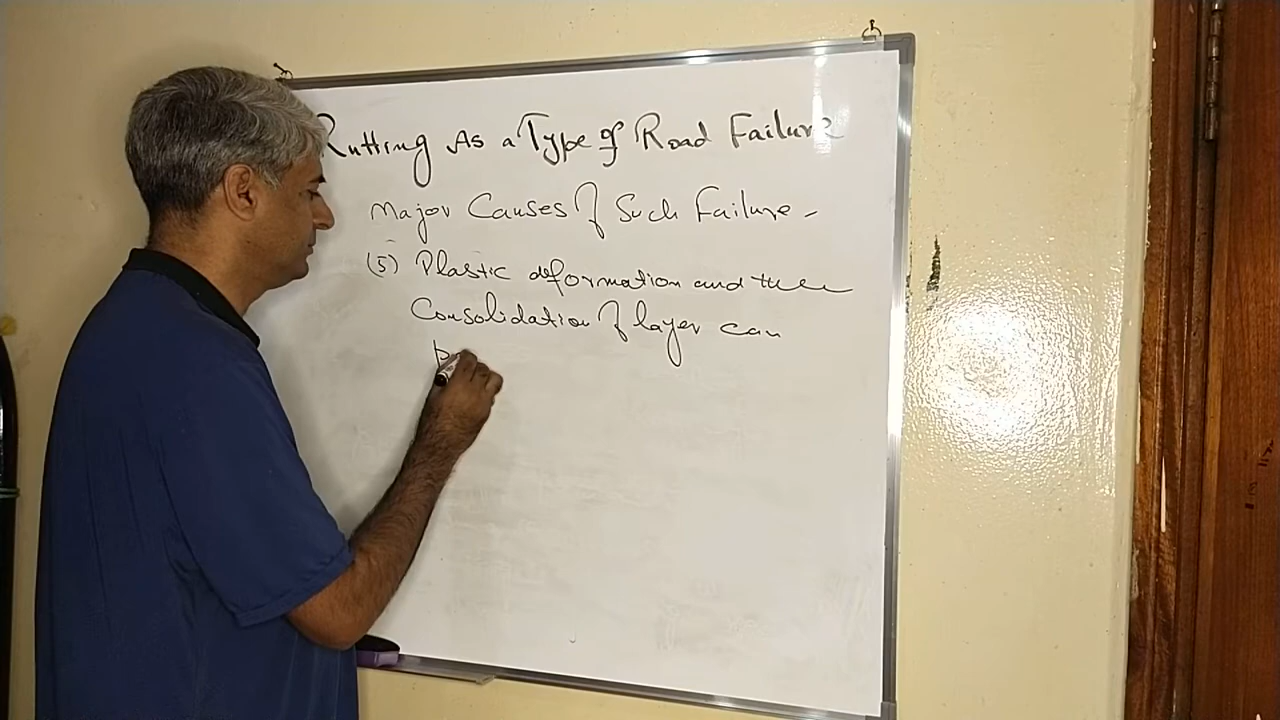 Rutting As a Type of Road Failure
Major Causes of Such Failure -
(5) Plastic deformation and then
Consolidation of layer can